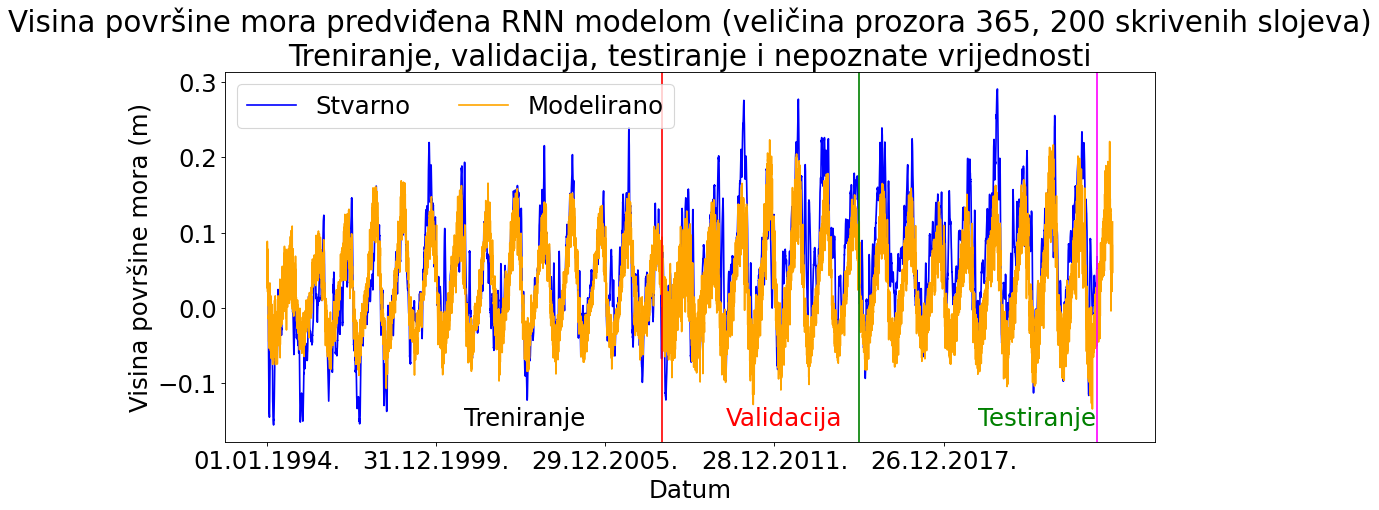 Visina površine mora predviđena RNN modelom (veličina prozora 365, 200 skrivenih slojeva)
Treniranje, validacija, testiranje i nepoznate vrijednosti
Stvarno
Modelirano
Visina površine mora (m)
0.3
0.2
0.1
0.0
−0.1
Treniranje
Validacija
Testiranje
01.01.1994.
31.12.1999.
29.12.2005.
28.12.2011.
26.12.2017.
Datum